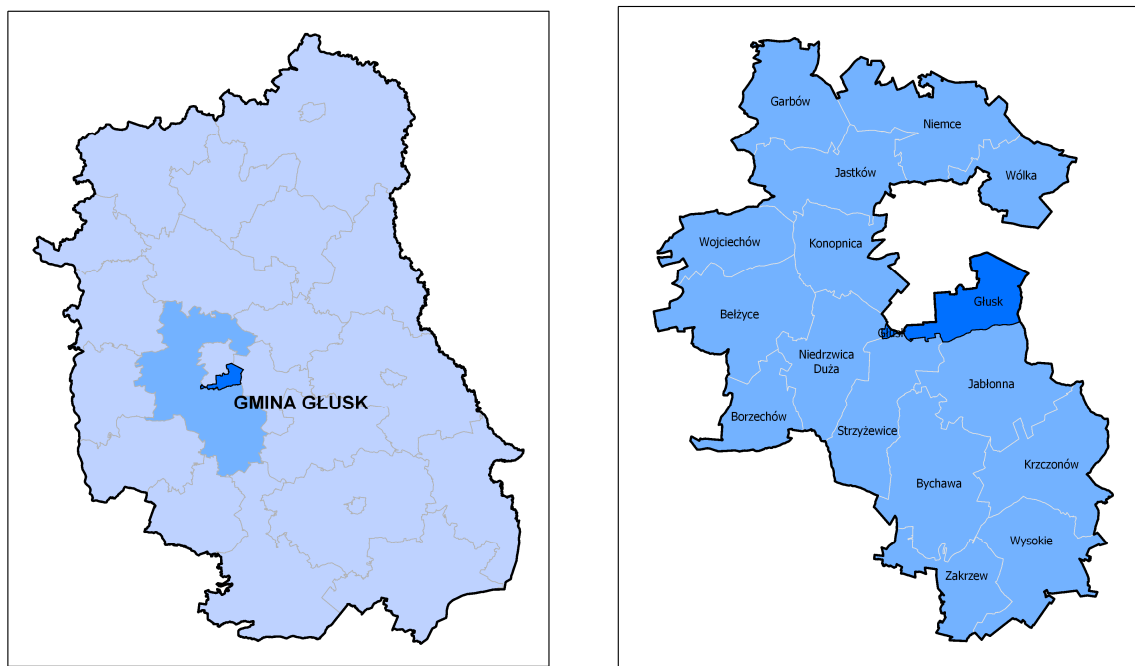 GMINA GŁUSK
Garbów
Niemce
Jastków
Wólka
Wojciechów
Konopnica
Głusk
Bełżyce
Głusk
Niedrzwica
Duża
Jabłonna
Borzechów
Strzyżewice
Krzczonów
Bychawa
Wysokie
Zakrzew